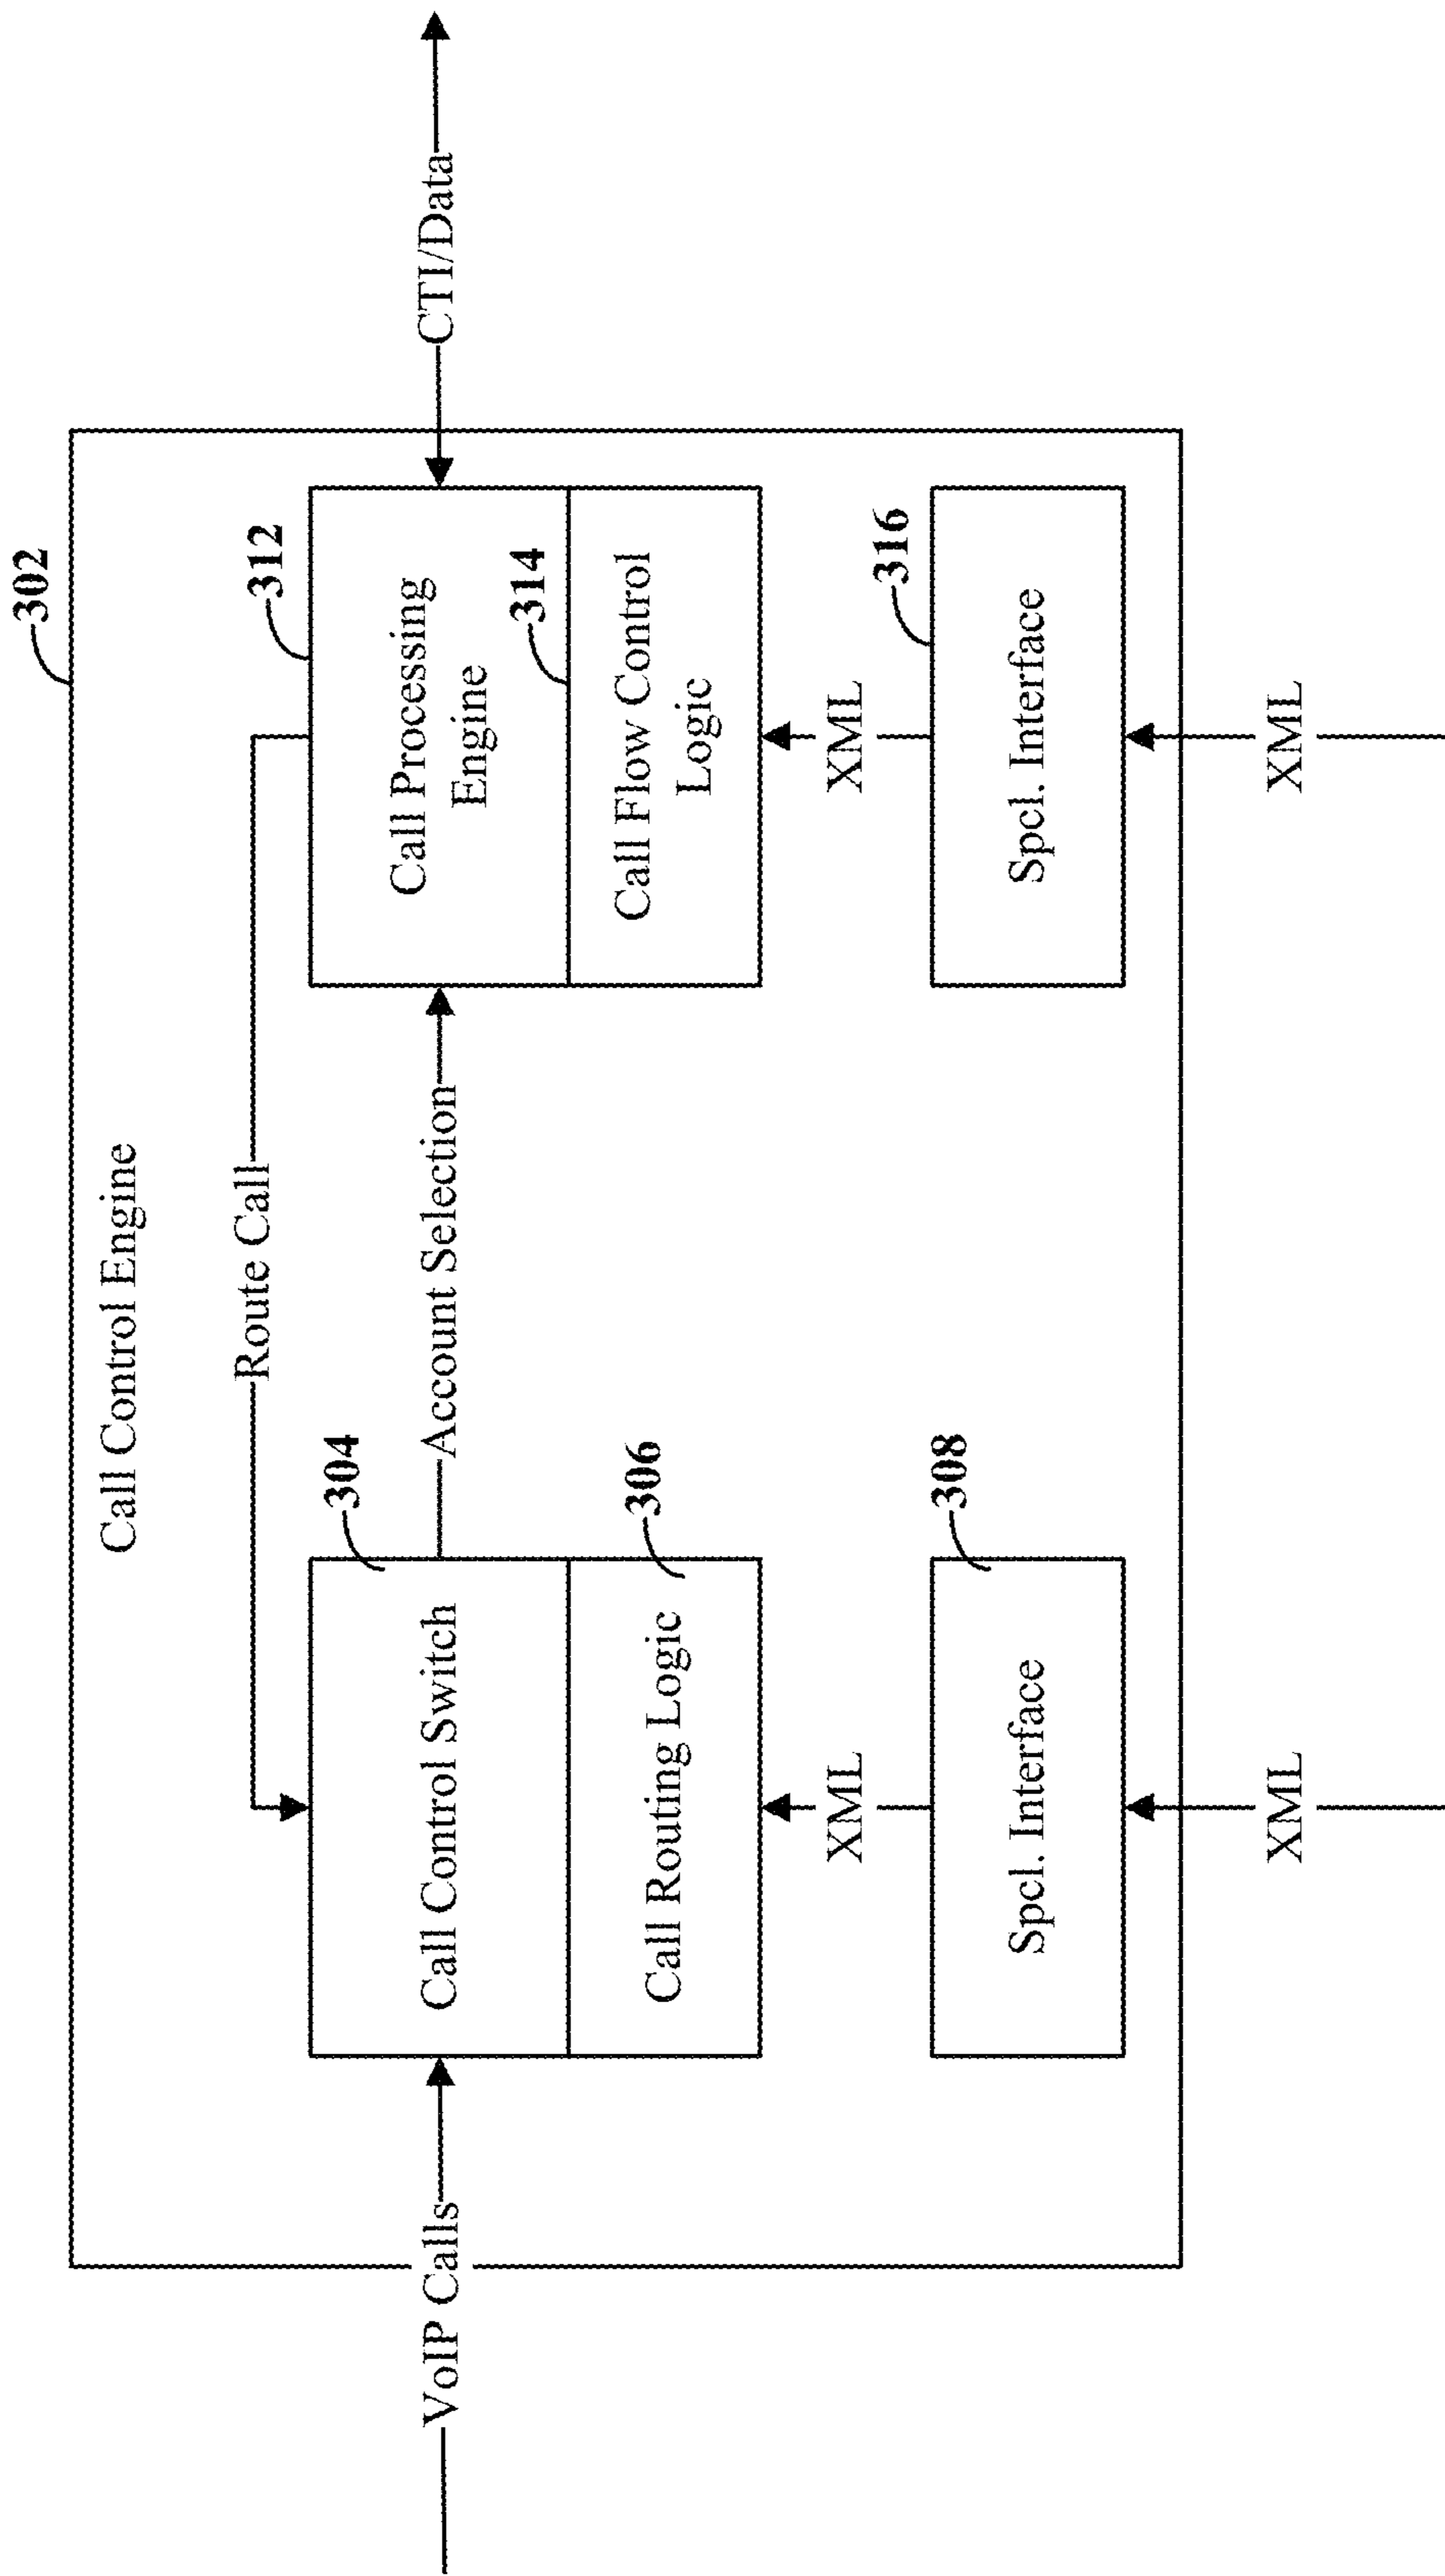 302
Call Control Engine
Route Call
304
312
VoIP Calls
Call Control Switch
Account Selection
Call Processing
Engine
CTI/Data
306
314
Call Routing Logic
Call Flow Control
Logic
XML
XML
308
316
Spcl. Interface
Spcl. Interface
XML
XML